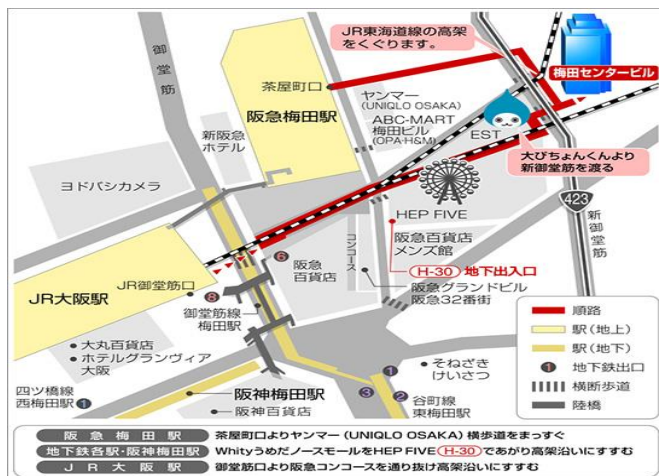 JR東海道線の高架
をくぐります。
御堂筋
茶屋町口
阪急梅田駅
ヤンマー
(UNIQLO OSAKA)
ABC-MART
梅田ビル
(OPA・H&M)
EST
梅田センタービル
大ぴちょんくんより
新御堂筋を渡る
新阪急
ホテル
ヨドバシカメラ
HEP FIVE
423
新御堂筋
阪急百貨店
メンズ館
H-30 地下出入口
コンコース
阪急グランドビル
阪急32番街
6
阪急
百貨店
JR大阪駅
JR御堂筋口
8
御堂筋線
梅田駅
大丸百貨店
ホテルグランヴィア
大阪
四ツ橋線
西梅田駅
1
阪神梅田駅
阪神百貨店
そねざき
けいさつ
1
2
3
谷町線
東梅田駅
順路
駅(地上)
駅(地下)
1 地下鉄出口
横断歩道
陸橋
阪急梅田駅 茶屋町口よりヤンマー(UNIQLO OSAKA)横歩道をまっすぐ
地下鉄各駅・阪神梅田駅 WhityうめだノースモールをHEP FIVE H-30 であがり高架沿いにすすむ
JR大阪駅 御堂筋口より阪急コンコースを通り抜け高架沿いにすすむ